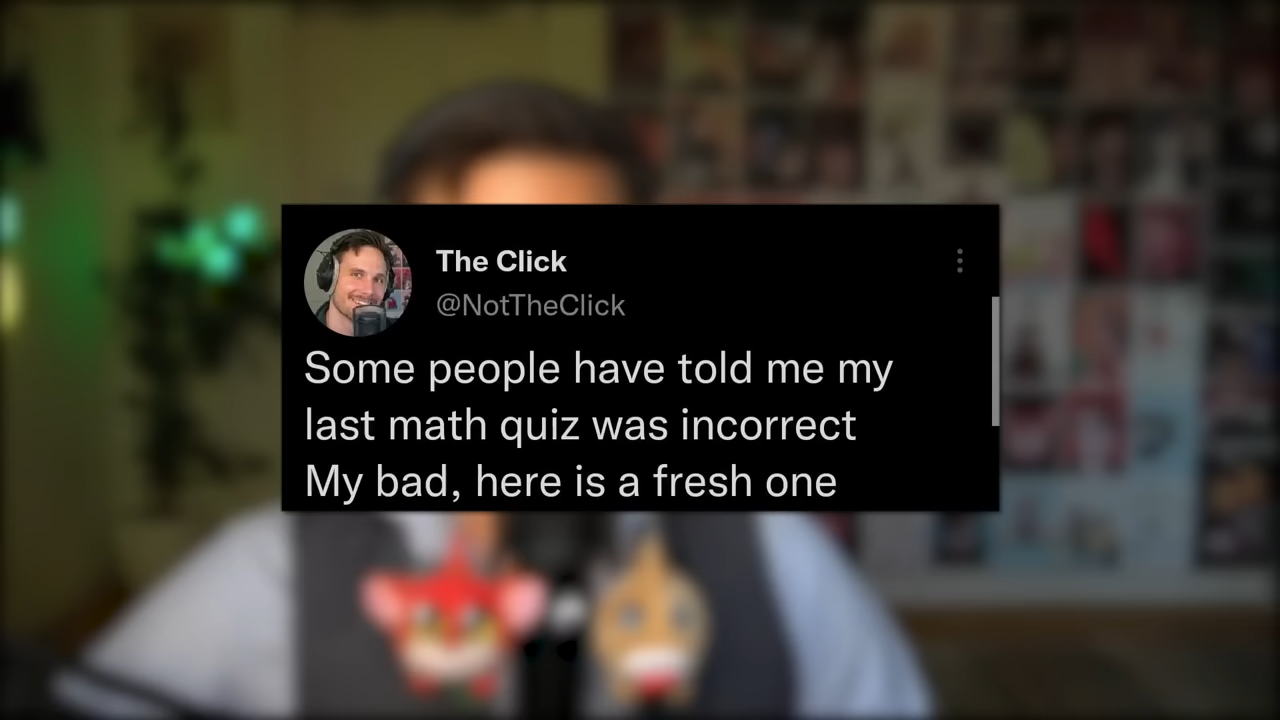 The Click
@NotTheClick
Some people have told me my
last math quiz was incorrect
My bad, here is a fresh one